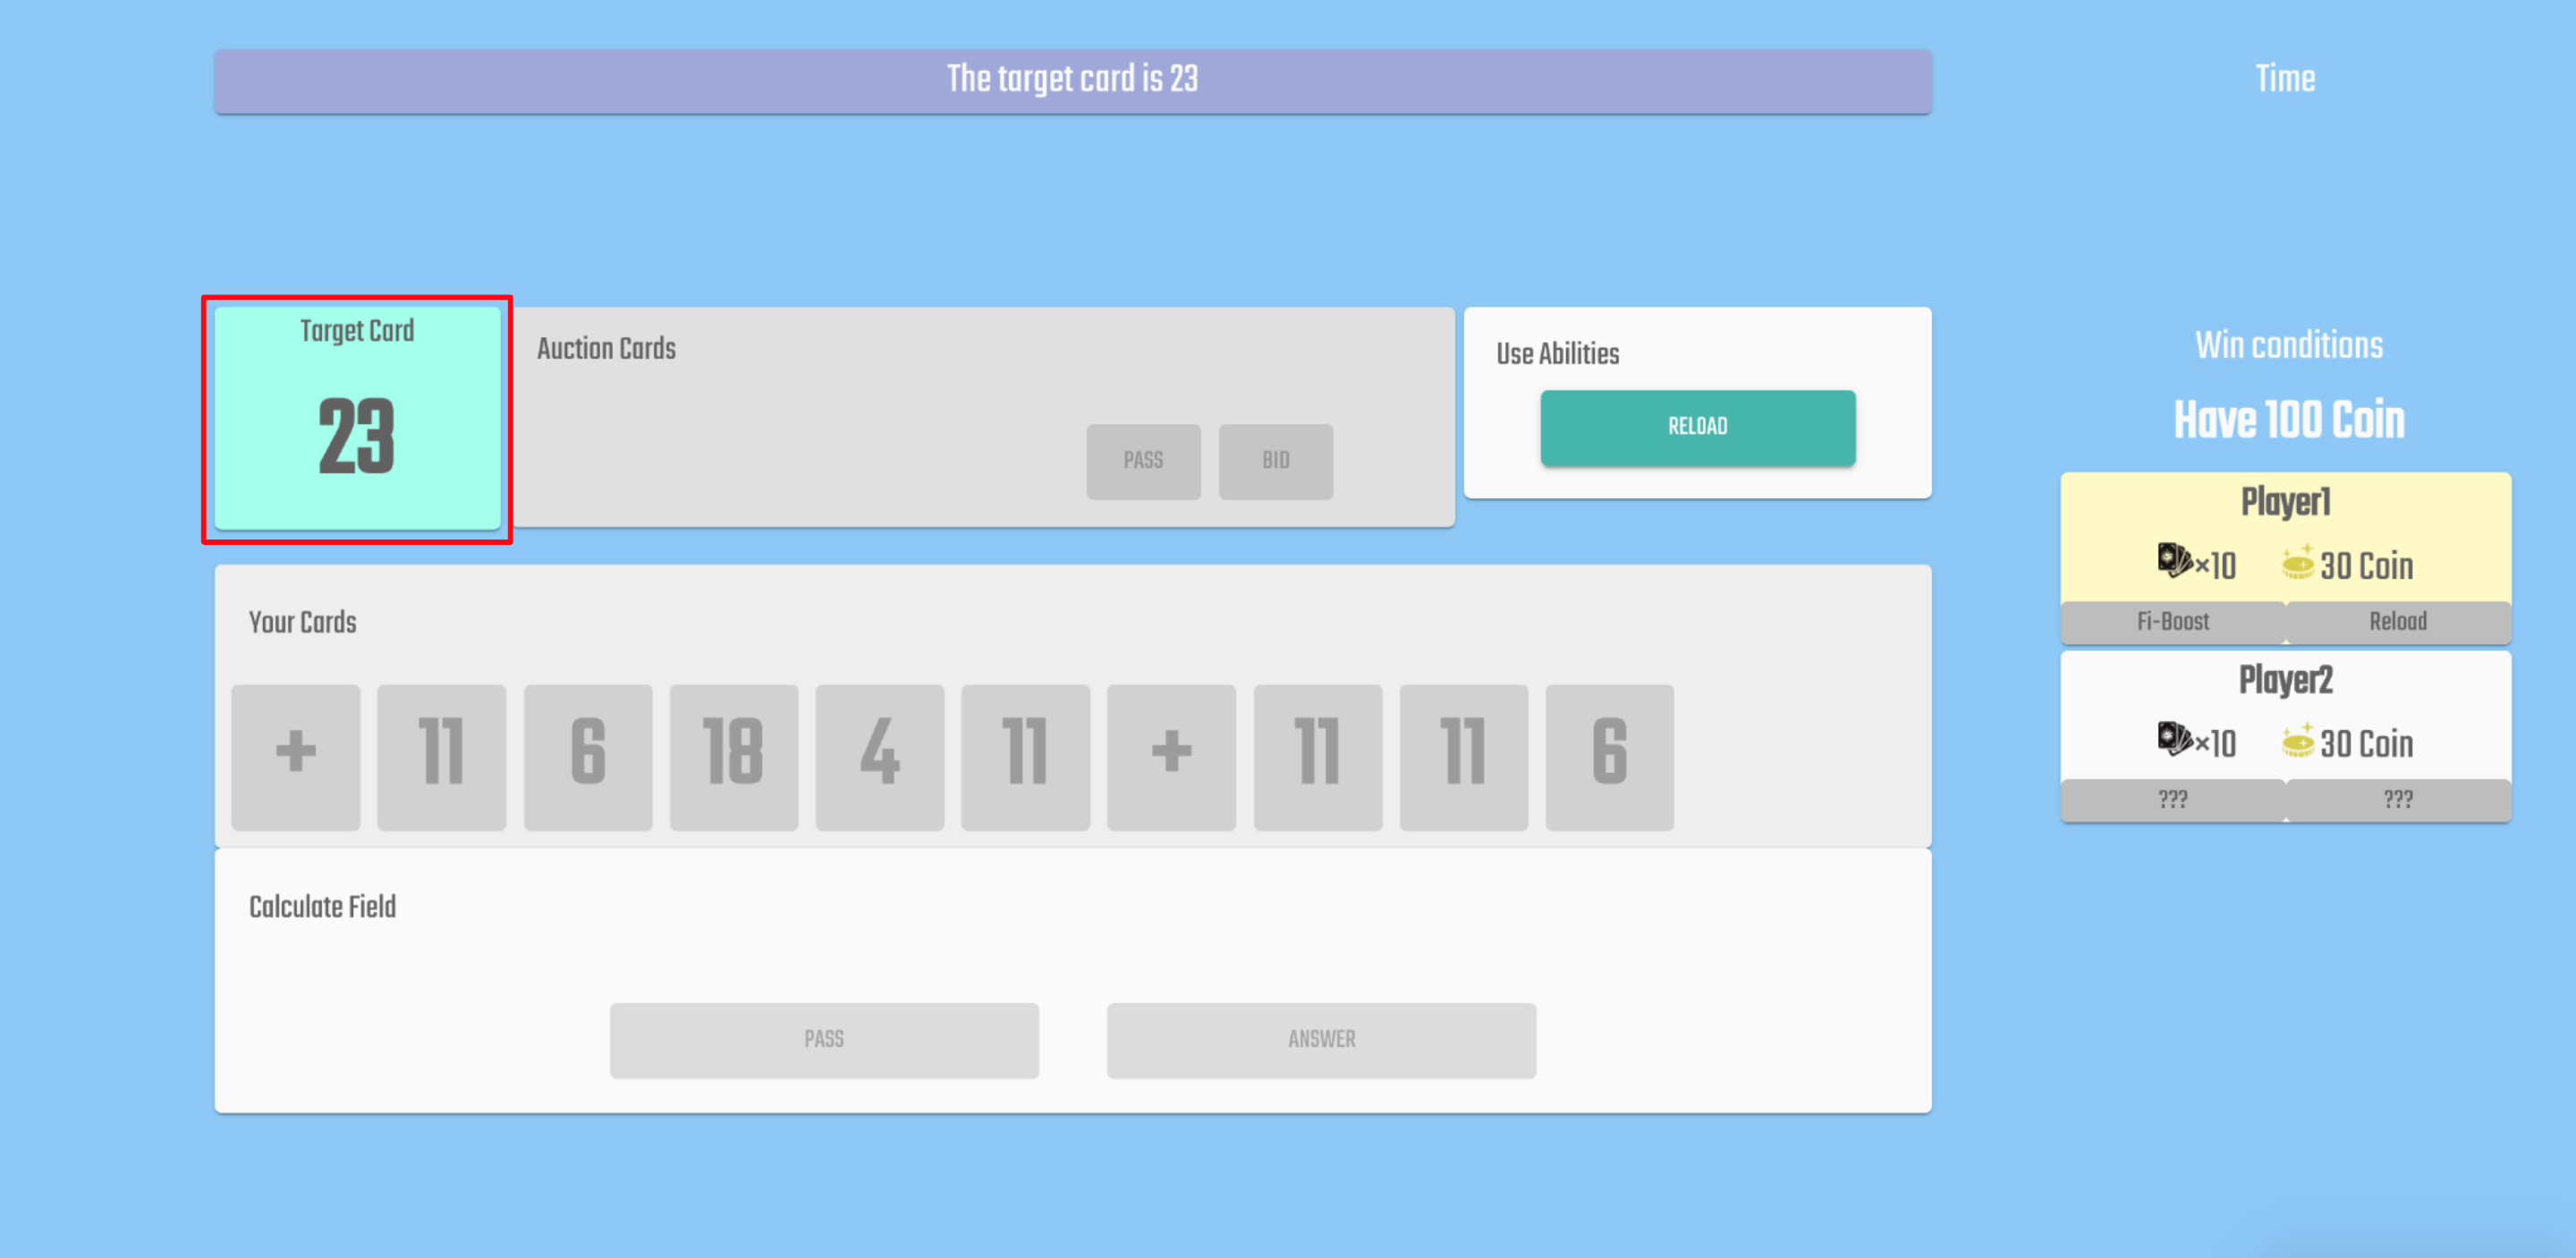 The target card is 23
Time
Target Card
23
Auction Cards
PASS
BID
Use Abilities
RELOAD
Win conditions
Have 100 Coin
Player1
×10
30 Coin
Fi-Boost
Reload
Player2
×10
30 Coin
???
???
Your Cards
+ 11 6 18 4 11 + 11 11 6
Calculate Field
PASS
ANSWER